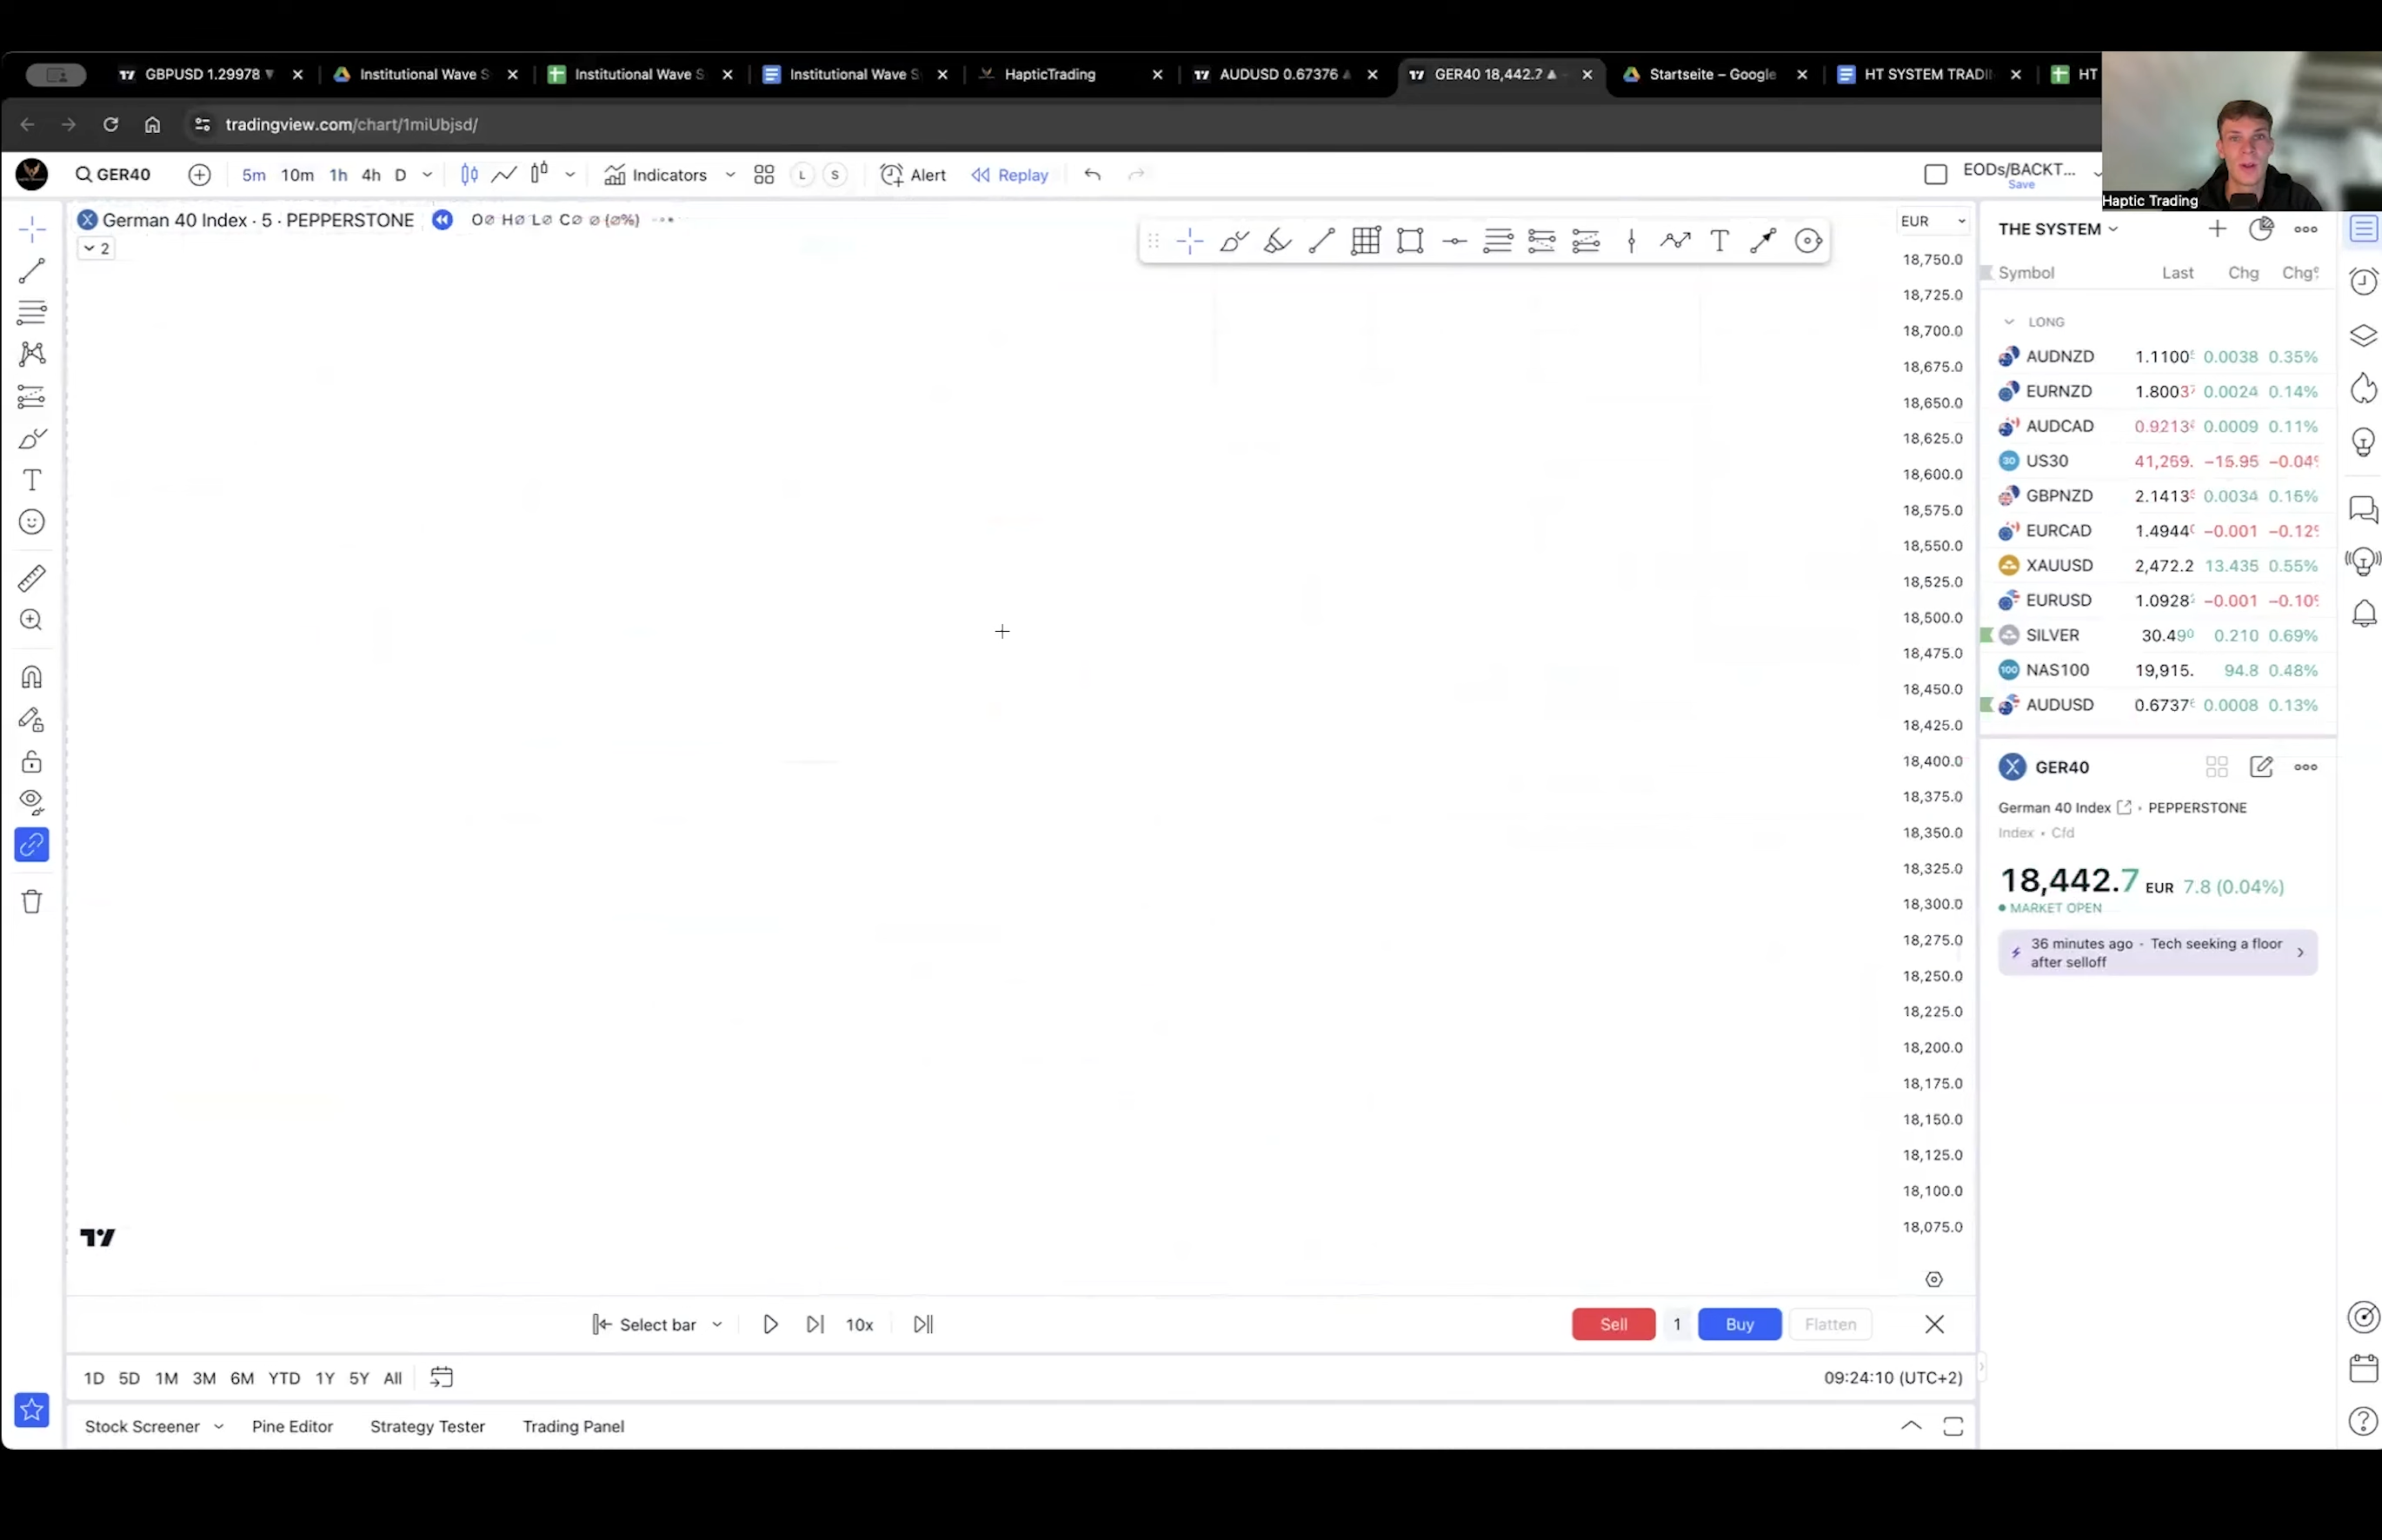 GBPUSD 1.29978 Institutional Wave S Institutional Wave S Institutional Wave S HapticTrading AUDUSD 0.67376 GER40 18,442.7 Startseite – Google HT SYSTEM TRADI HT
tradingview.com/chart/1miUbjsd/
GER40 5m 10m 1h 4h D Indicators L S Alert Replay EODs/BACKT...
Save
Haptic Trading
German 40 Index · 5 · PEPPERSTONE O∅ H∅ L∅ C∅ ∅ (∅%)
2
EUR
18,750.0
18,725.0
18,700.0
18,675.0
18,650.0
18,625.0
18,600.0
18,575.0
18,550.0
18,525.0
18,500.0
18,475.0
18,450.0
18,425.0
18,400.0
18,375.0
18,350.0
18,325.0
18,300.0
18,275.0
18,250.0
18,225.0
18,200.0
18,175.0
18,150.0
18,125.0
18,100.0
18,075.0
THE SYSTEM
Symbol Last Chg Chg%
LONG
AUDNZD 1.1100 0.0038 0.35%
EURNZD 1.8003 0.0024 0.14%
AUDCAD 0.9213 0.0009 0.11%
US30 41,259. −15.95 −0.04%
GBPNZD 2.1413 0.0034 0.16%
EURCAD 1.4944 −0.001 −0.12%
XAUUSD 2,472.2 13.435 0.55%
EURUSD 1.0928 −0.001 −0.10%
SILVER 30.490 0.210 0.69%
NAS100 19,915. 94.8 0.48%
AUDUSD 0.6737 0.0008 0.13%
GER40
German 40 Index · PEPPERSTONE
Index • Cfd
18,442.7 EUR 7.8 (0.04%)
MARKET OPEN
36 minutes ago - Tech seeking a floor
after selloff
Select bar 10x Sell 1 Buy Flatten
1D 5D 1M 3M 6M YTD 1Y 5Y All 09:24:10 (UTC+2)
Stock Screener Pine Editor Strategy Tester Trading Panel